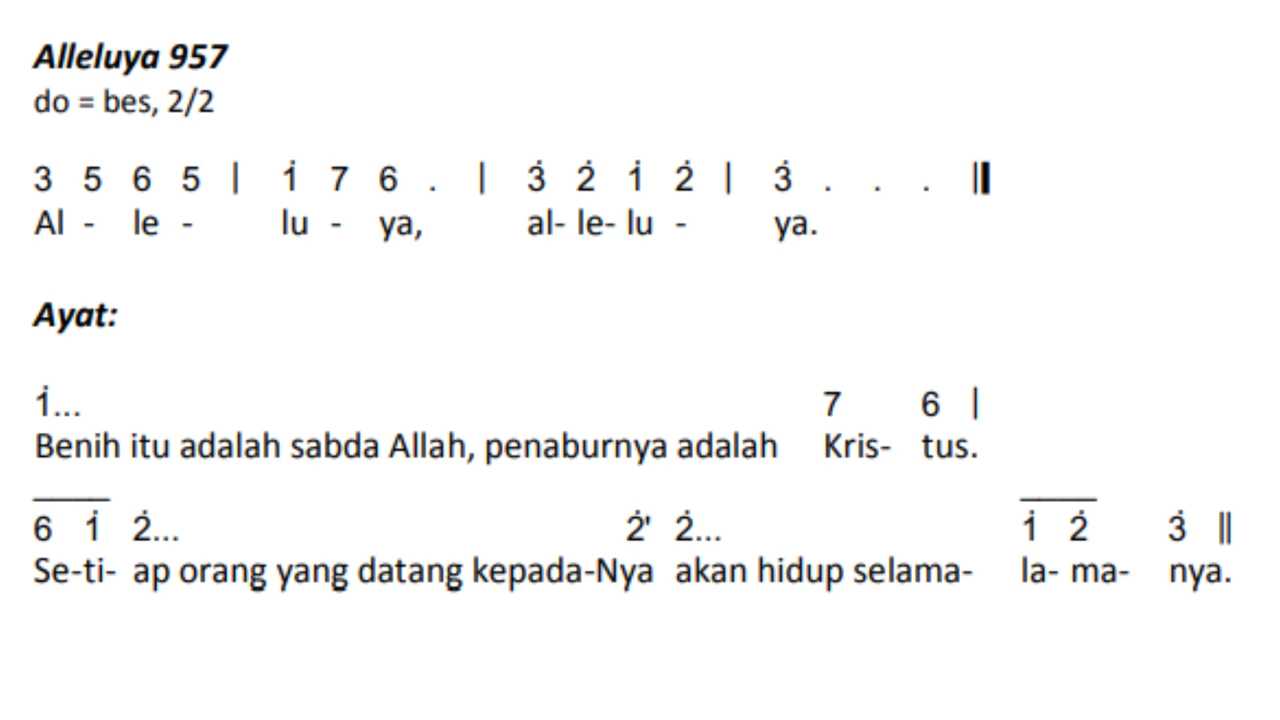 Alleluya 957
do = bes, 2/2
3 5 6 5 | 1̇ 7 6 . | 3̇ 2̇ 1̇ 2̇ | 3̇ . . . ‖
Al - le - lu - ya, al- le- lu - ya.
Ayat:
1̇... 7 6 |
Benih itu adalah sabda Allah, penaburnya adalah Kris- tus.
6 1̇ 2̇... 2̇' 2̇... 1̇ 2̇ 3̇ ‖
Se-ti- ap orang yang datang kepada-Nya akan hidup selama- la- ma- nya.